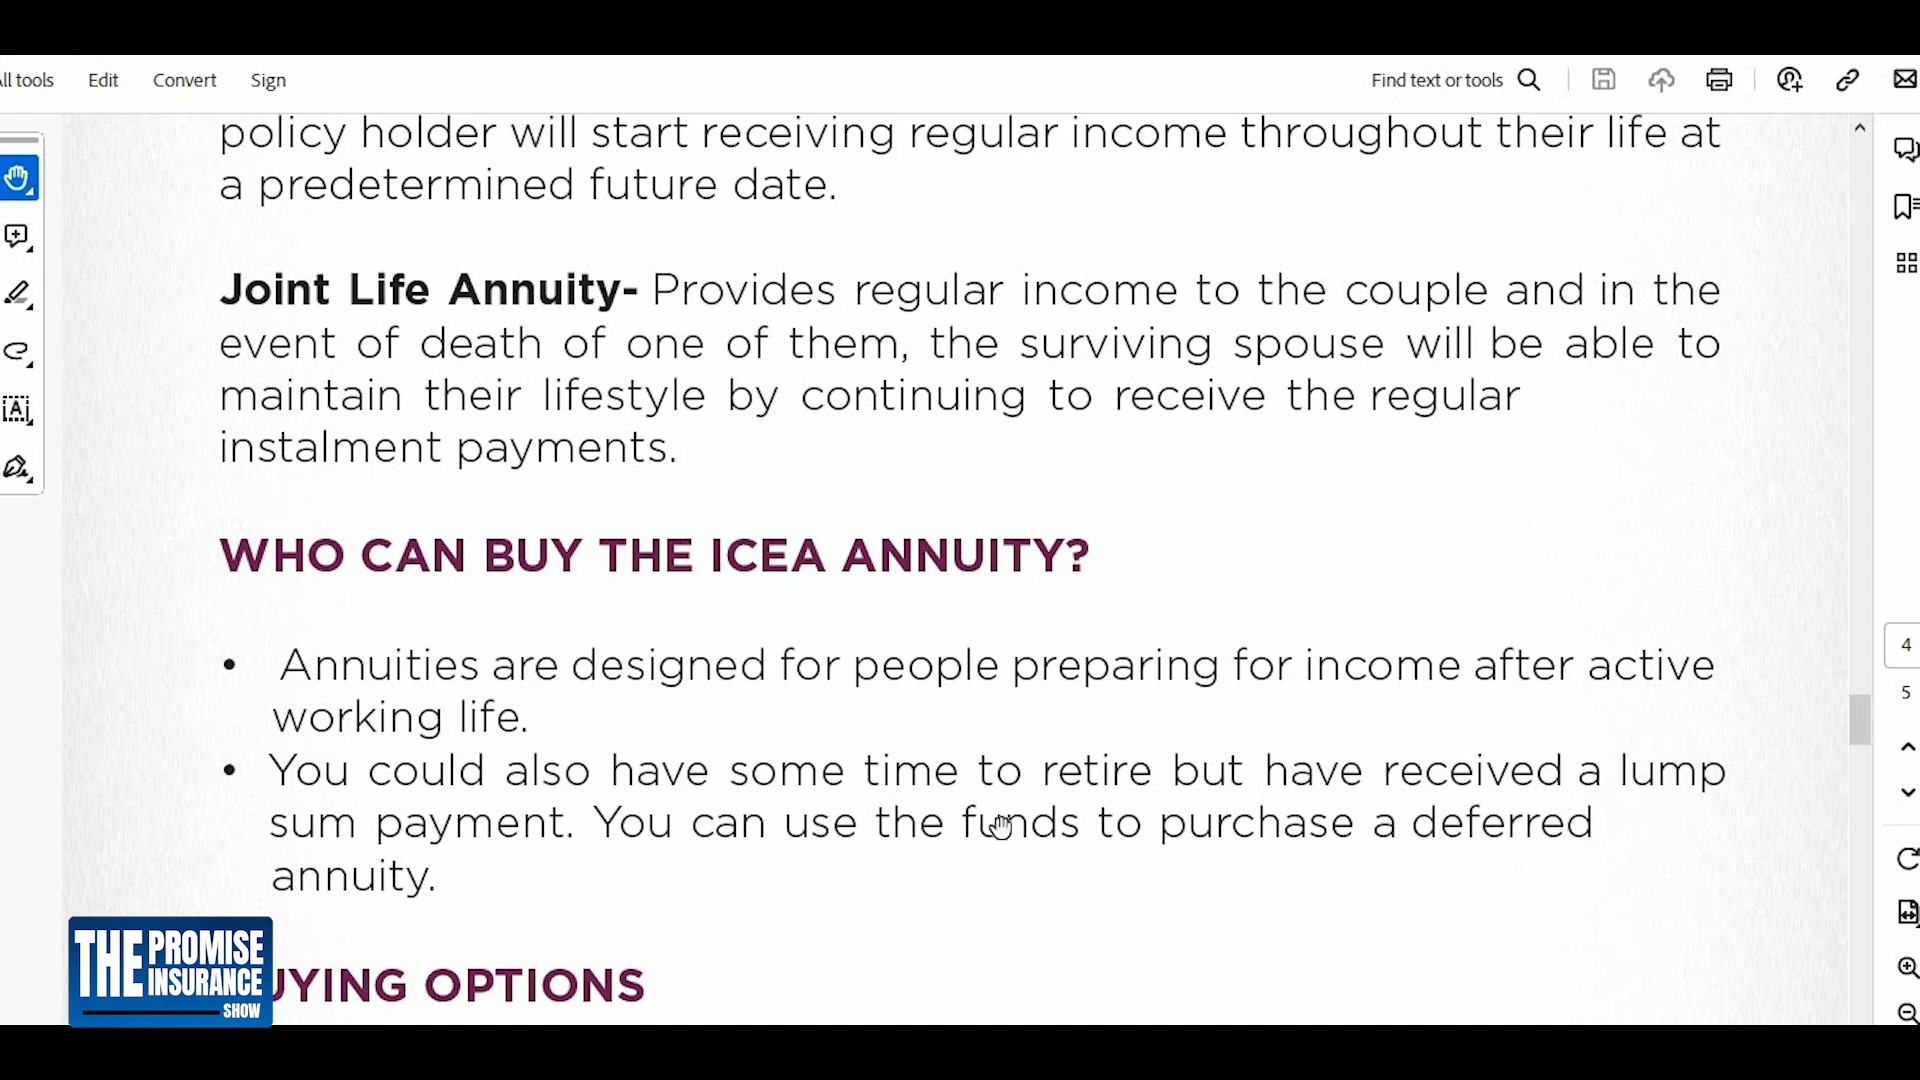 ll tools Edit Convert Sign Find text or tools
policy holder will start receiving regular income throughout their life at
a predetermined future date.
Joint Life Annuity- Provides regular income to the couple and in the
event of death of one of them, the surviving spouse will be able to
maintain their lifestyle by continuing to receive the regular
instalment payments.
WHO CAN BUY THE ICEA ANNUITY?
• Annuities are designed for people preparing for income after active
working life.
• You could also have some time to retire but have received a lump
sum payment. You can use the funds to purchase a deferred
annuity.
UYING OPTIONS
4
5
THE PROMISE
INSURANCE
SHOW